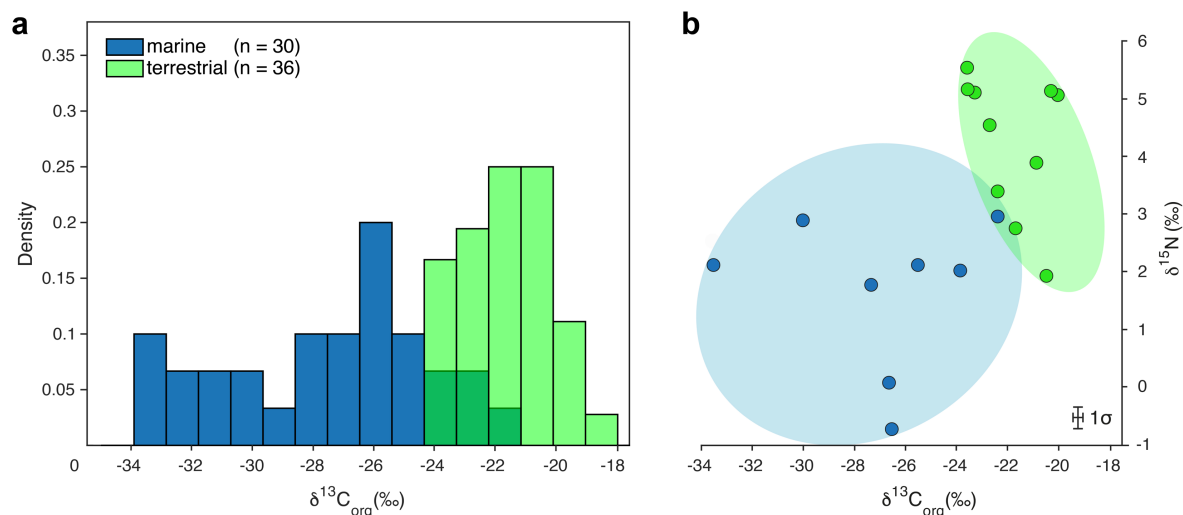 a
marine (n = 30)
terrestrial (n = 36)
Density
0.35
0.3
0.25
0.2
0.15
0.1
0.05
0
-34 -32 -30 -28 -26 -24 -22 -20 -18
δ¹³Corg(‰)
b
6
5
4
3
2
1
0
-1
δ¹⁵N (‰)
1σ
-34 -32 -30 -28 -26 -24 -22 -20 -18
δ¹³Corg(‰)